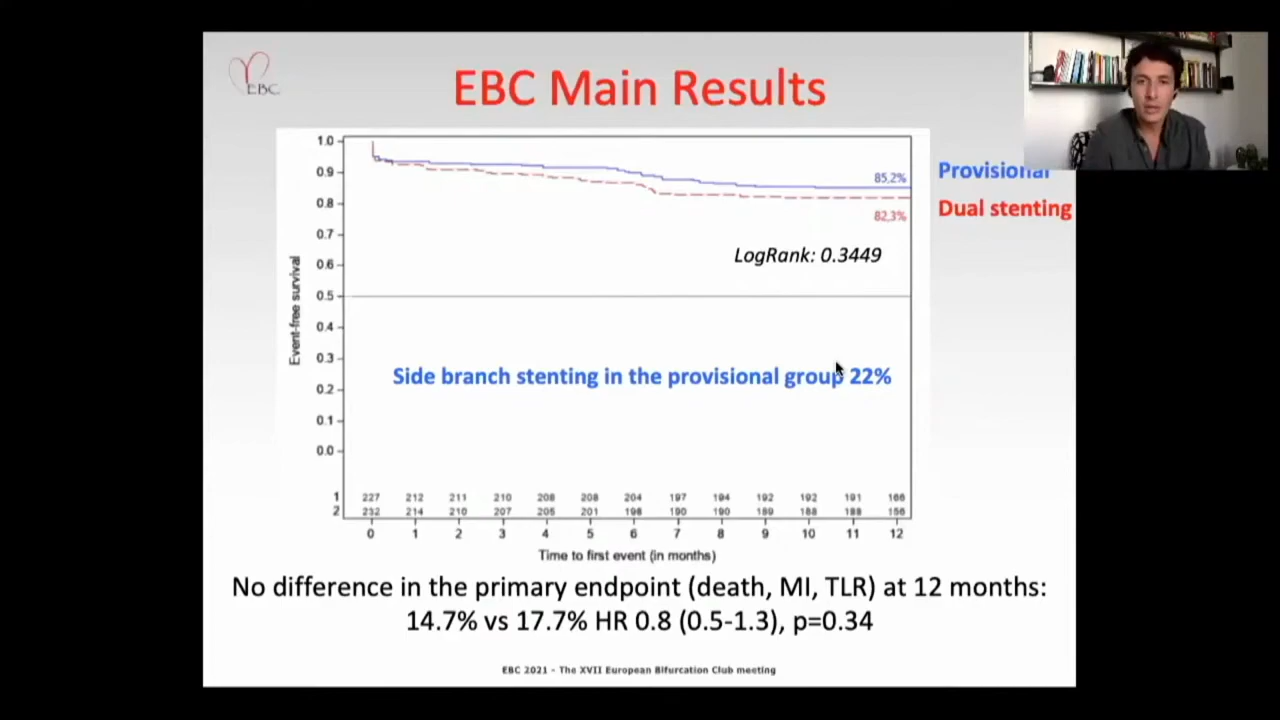 EBC
EBC Main Results
1.0
0.9
0.8
0.7
0.6
0.5
0.4
0.3
0.2
0.1
0.0
Event-free survival
85,2%
82,3%
Provisional
Dual stenting
LogRank: 0.3449
Side branch stenting in the provisional group 22%
1 227 212 211 210 208 208 204 197 194 192 192 191 166
2 232 214 210 207 205 201 198 190 190 189 188 188 156
0 1 2 3 4 5 6 7 8 9 10 11 12
Time to first event (in months)
No difference in the primary endpoint (death, MI, TLR) at 12 months:
14.7% vs 17.7% HR 0.8 (0.5-1.3), p=0.34
EBC 2021 - The XVII European Bifurcation Club meeting